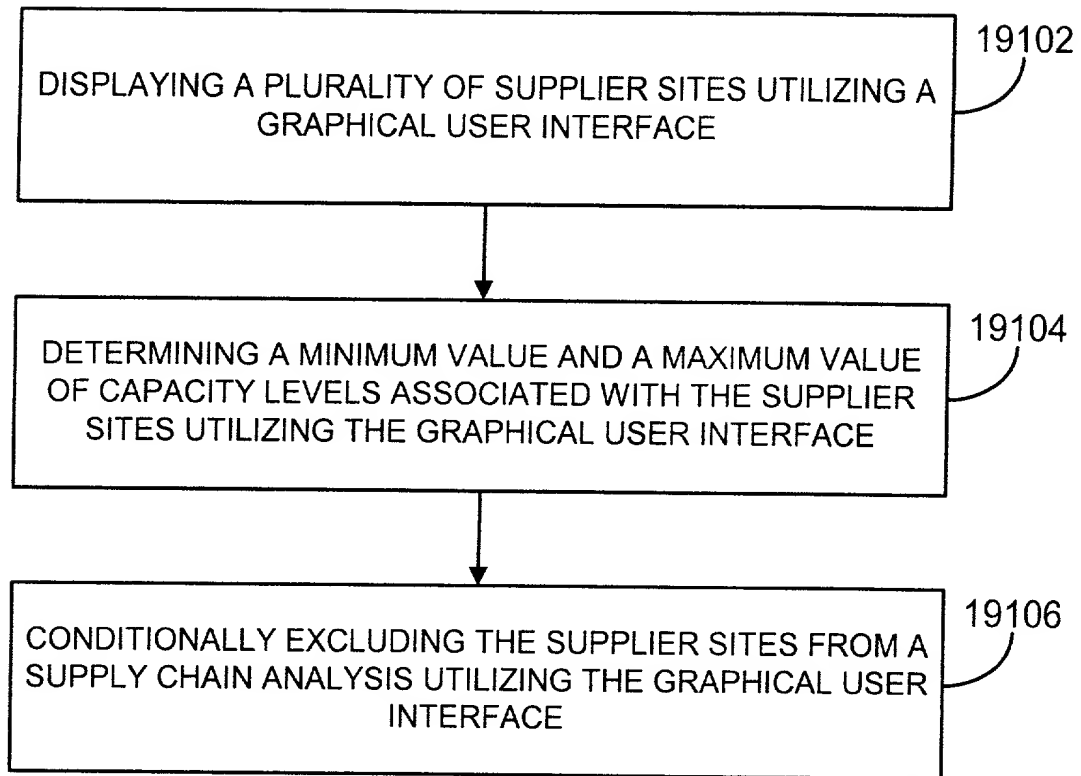 19102
DISPLAYING A PLURALITY OF SUPPLIER SITES UTILIZING A
GRAPHICAL USER INTERFACE
19104
DETERMINING A MINIMUM VALUE AND A MAXIMUM VALUE
OF CAPACITY LEVELS ASSOCIATED WITH THE SUPPLIER
SITES UTILIZING THE GRAPHICAL USER INTERFACE
19106
CONDITIONALLY EXCLUDING THE SUPPLIER SITES FROM A
SUPPLY CHAIN ANALYSIS UTILIZING THE GRAPHICAL USER
INTERFACE